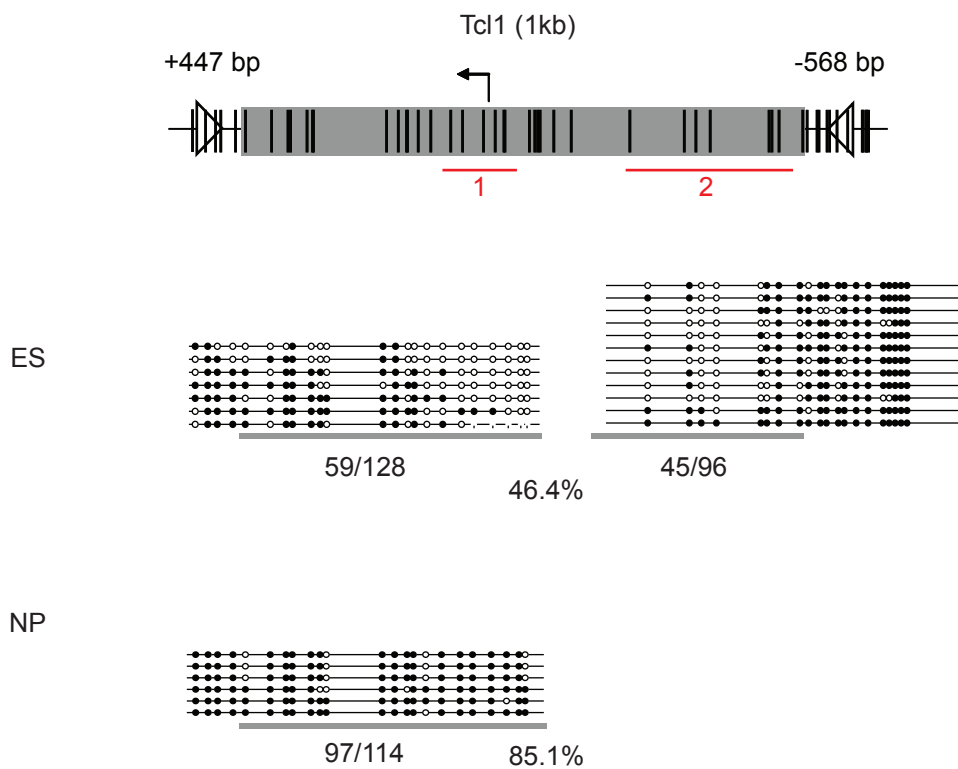 Tcl1 (1kb)
+447 bp -568 bp
1 2
ES
59/128 45/96
46.4%
NP
97/114 85.1%